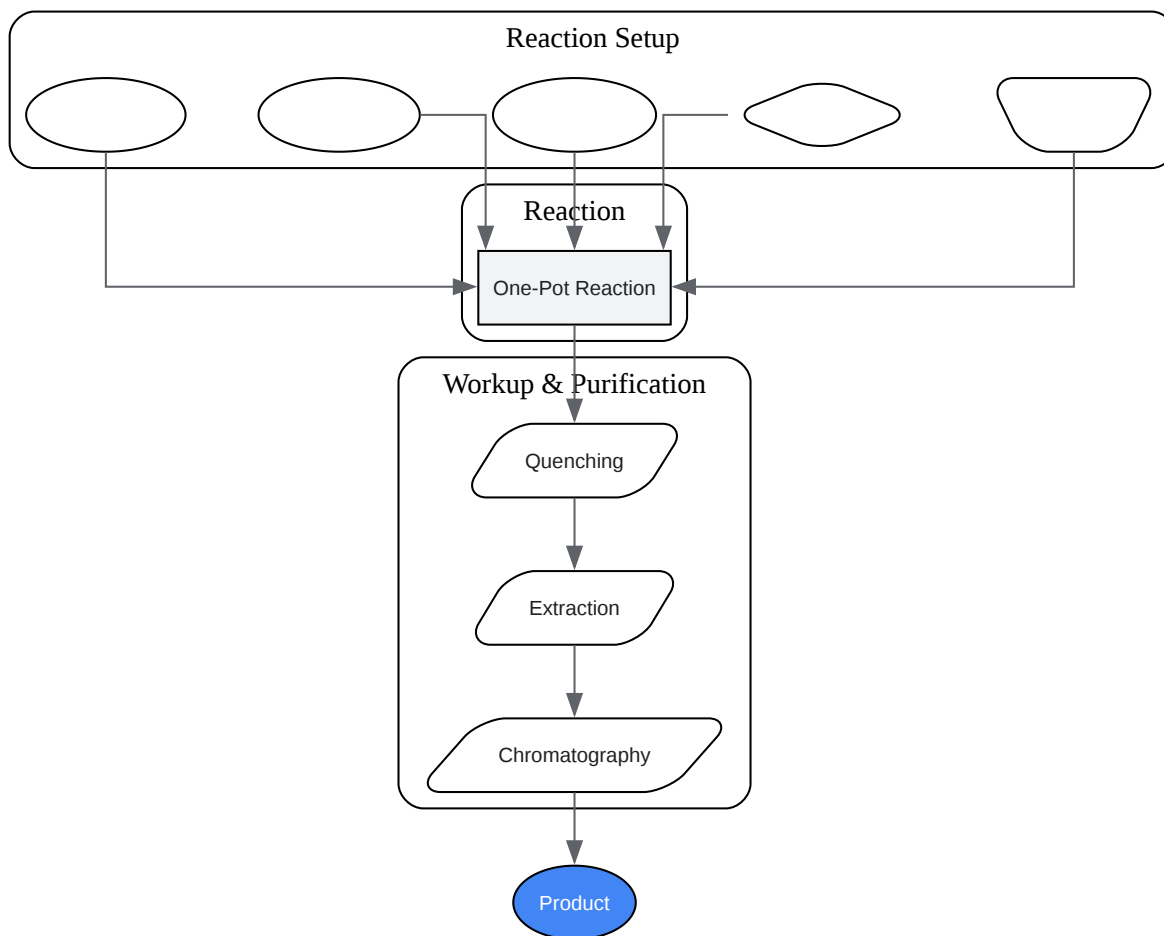 Reaction Setup
Reaction
One-Pot Reaction
Workup & Purification
Quenching
Extraction
Chromatography
Product